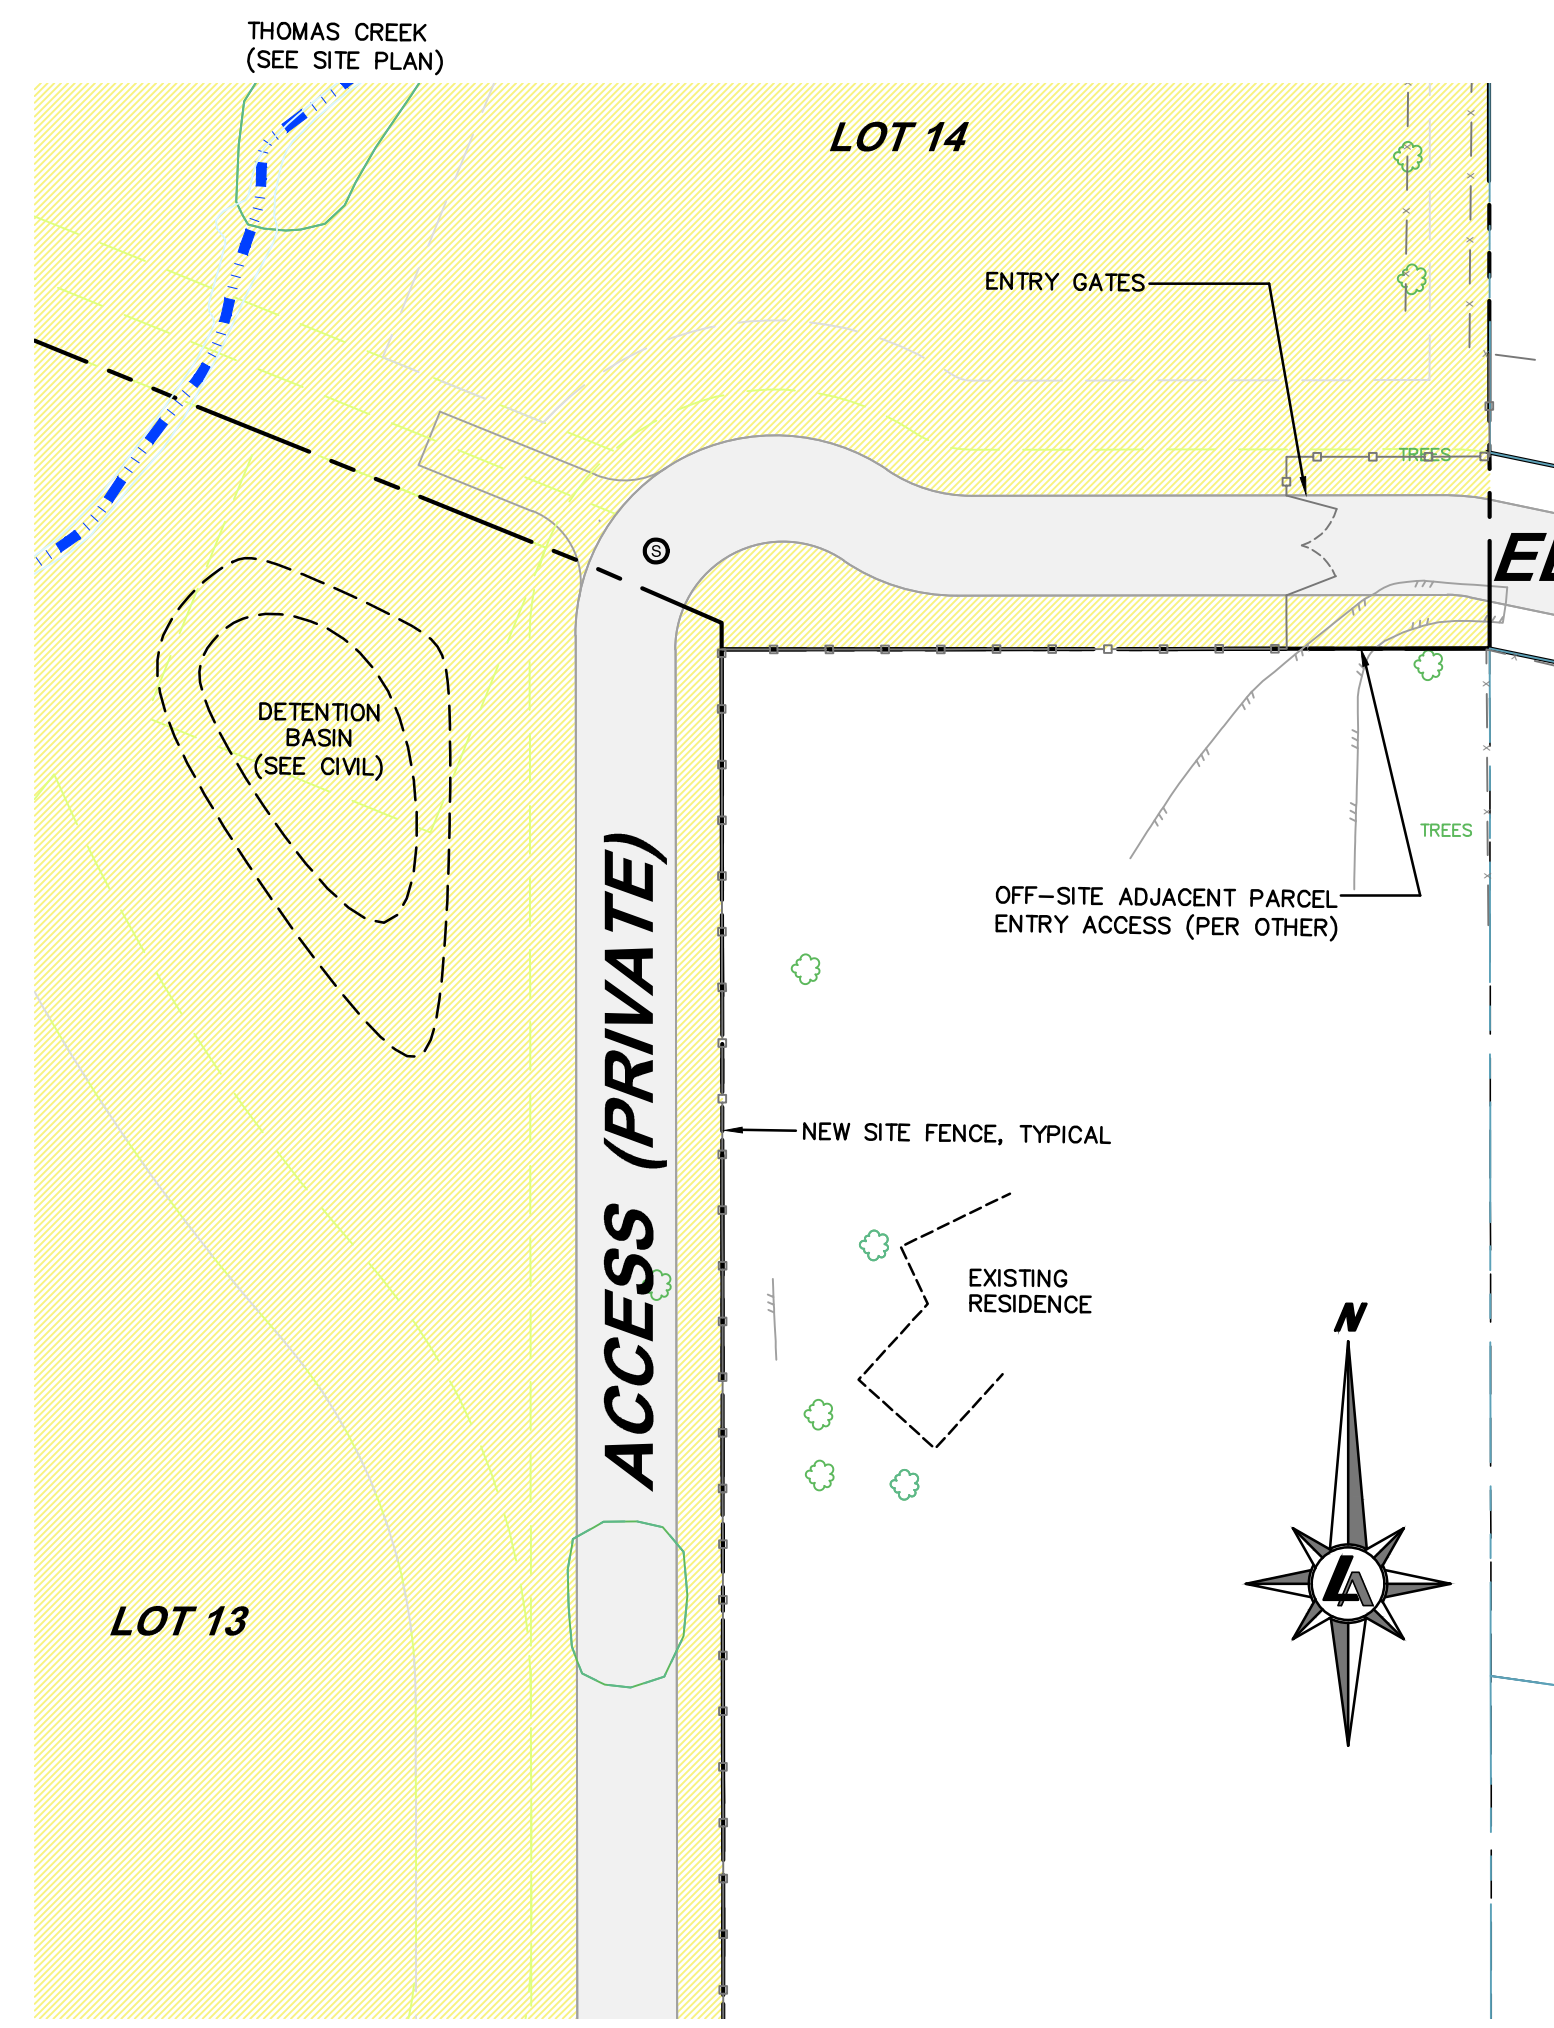 THOMAS CREEK
(SEE SITE PLAN)
LOT 14
ENTRY GATES
TREES
S
DETENTION
BASIN
(SEE CIVIL)
TREES
OFF-SITE ADJACENT PARCEL
ENTRY ACCESS (PER OTHER)
ACCESS (PRIVATE)
NEW SITE FENCE, TYPICAL
EXISTING
RESIDENCE
N
LA
LOT 13